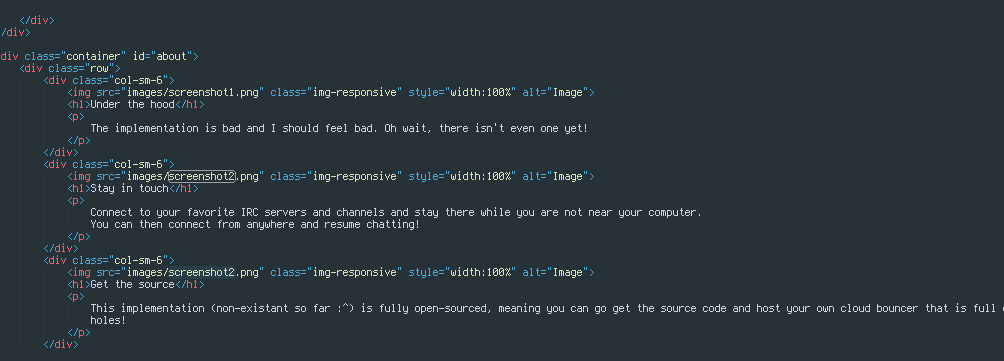 </div>
/div>
div class="container" id="about">
<div class="row">
<div class="col-sm-6">
<img src="images/screenshot1.png" class="img-responsive" style="width:100%" alt="Image">
<h1>Under the hood</h1>
<p>
The implementation is bad and I should feel bad. Oh wait, there isn't even one yet!
</p>
</div>
<div class="col-sm-6">
<img src="images/screenshot2.png" class="img-responsive" style="width:100%" alt="Image">
<h1>Stay in touch</h1>
<p>
Connect to your favorite IRC servers and channels and stay there while you are not near your computer.
You can then connect from anywhere and resume chatting!
</p>
</div>
<div class="col-sm-6">
<img src="images/screenshot2.png" class="img-responsive" style="width:100%" alt="Image">
<h1>Get the source</h1>
<p>
This implementation (non-existant so far :^) is fully open-sourced, meaning you can go get the source code and host your own cloud bouncer that is full
holes!
</p>
</div>